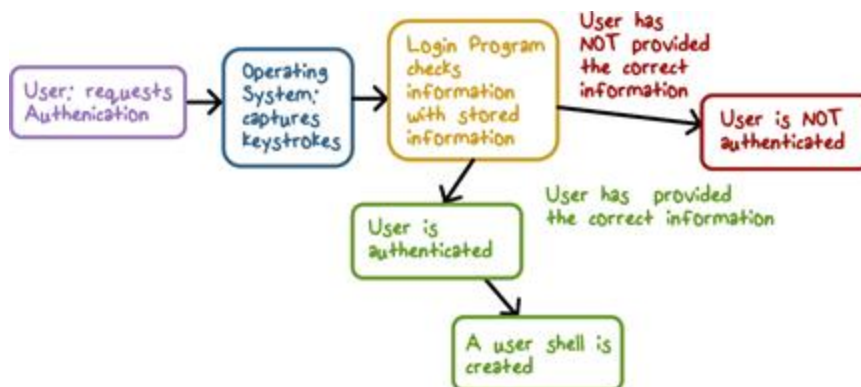 User: requests
Authenication
Operating
System:
captures
keystrokes
Login Program
checks
information
with stored
information
User has
NOT provided
the correct
information
User is NOT
authenticated
User has provided
the correct information
User is
authenticated
A user shell is
created